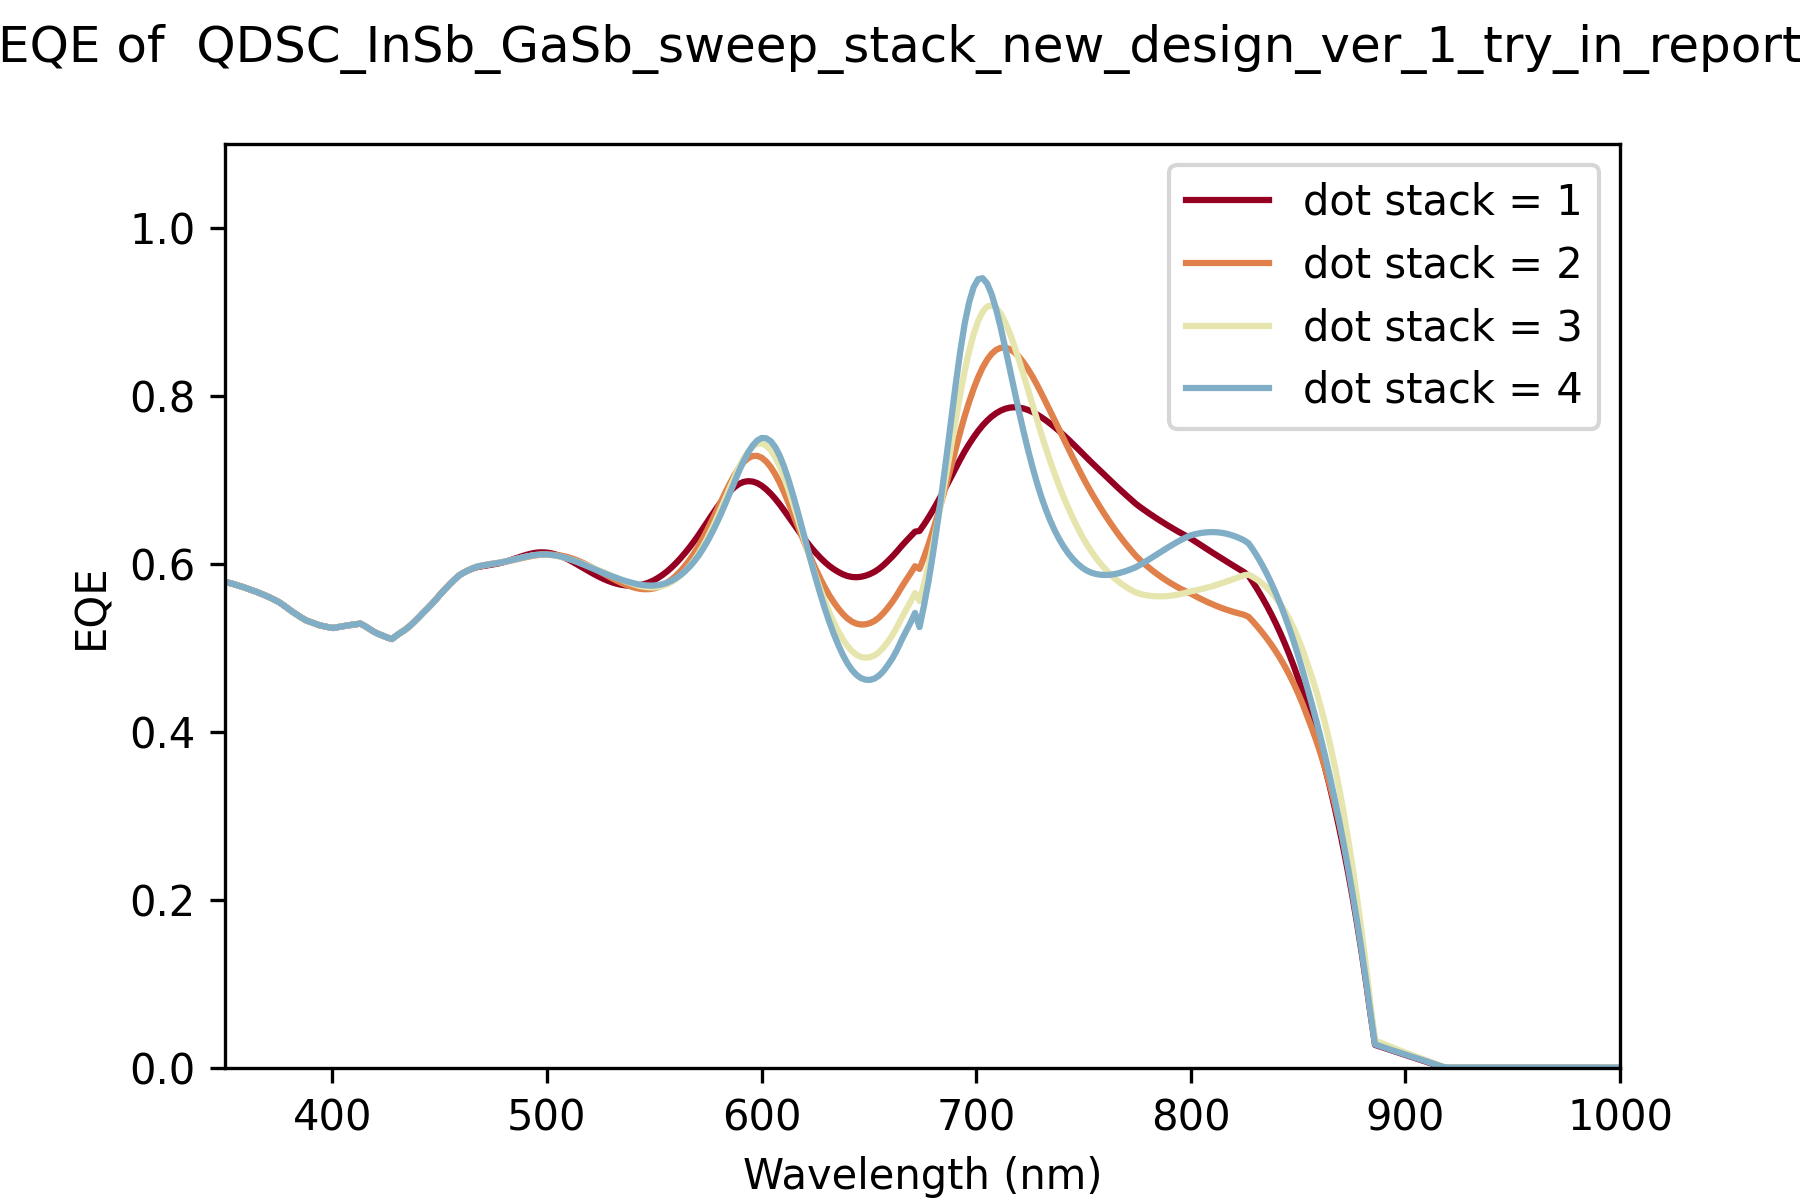 EQE of  QDSC_InSb_GaSb_sweep_stack_new_design_ver_1_try_in_report
dot stack = 1
dot stack = 2
dot stack = 3
dot stack = 4
EQE
1.0
0.8
0.6
0.4
0.2
0.0
400 500 600 700 800 900 1000
Wavelength (nm)